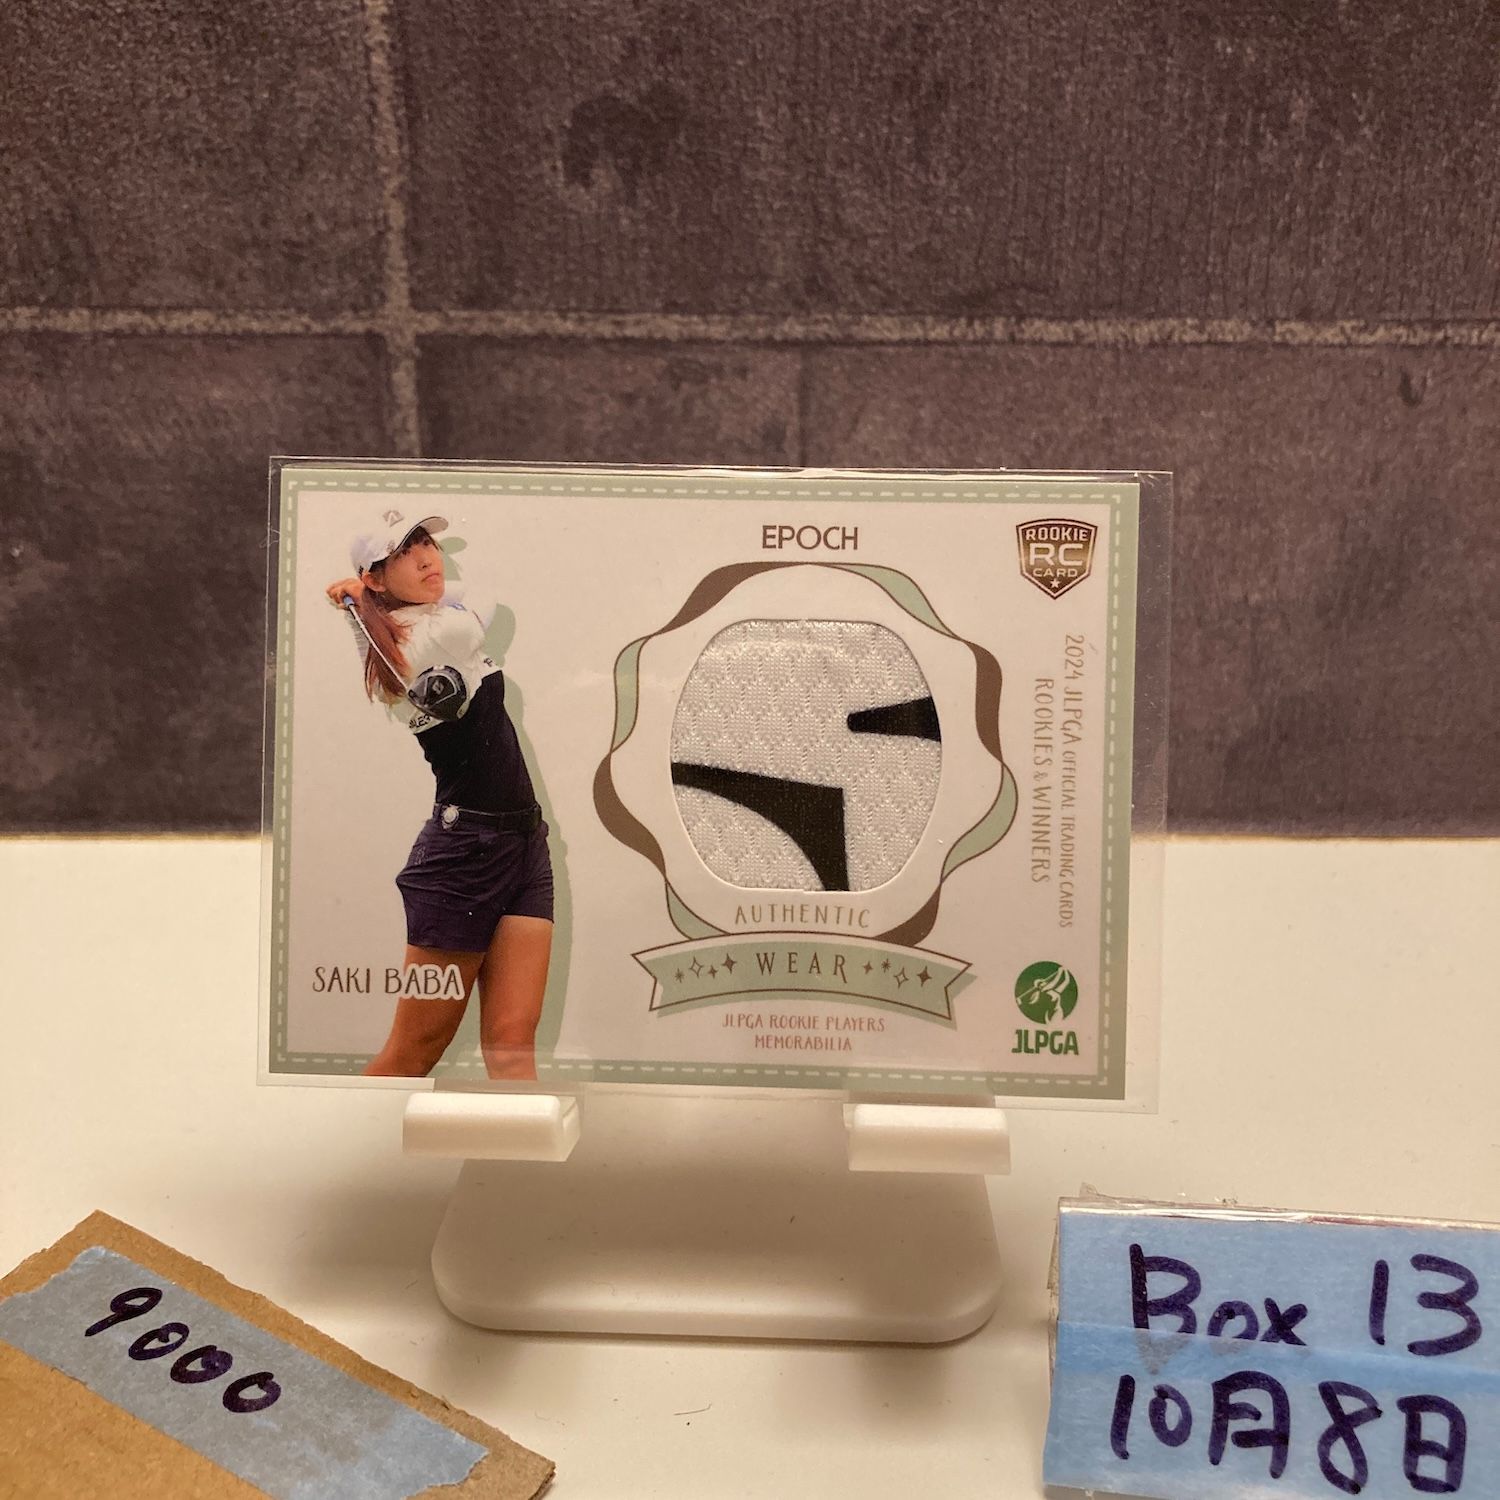 EPOCH
ROOKIE
RC
CARD
2024 JLPGA OFFICIAL TRADING CARDS
ROOKIES & WINNERS
AUTHENTIC
WEAR
JLPGA ROOKIE PLAYERS
MEMORABILIA
SAKI BABA
JLPGA
9000
Box 13
10月8日